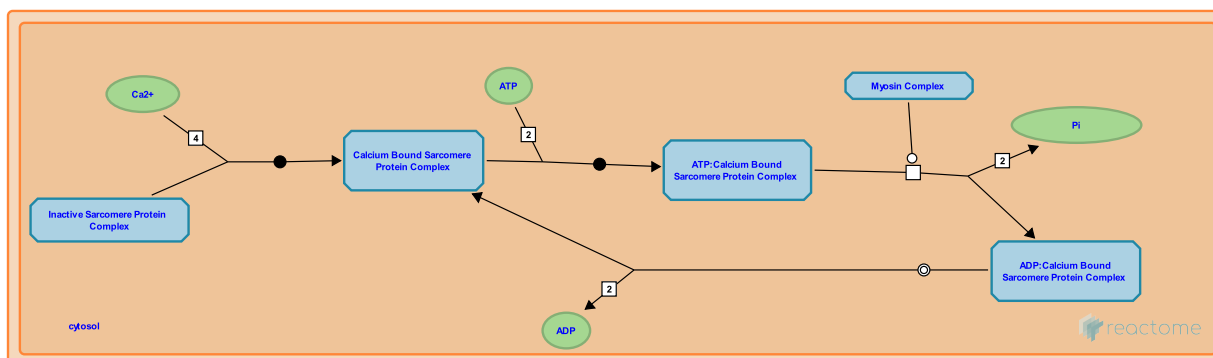 Ca2+
4
Inactive Sarcomere Protein
Complex
Calcium Bound Sarcomere
Protein Complex
ATP
2
ATP:Calcium Bound
Sarcomere Protein Complex
Myosin Complex
Pi
2
ADP:Calcium Bound
Sarcomere Protein Complex
2
ADP
cytosol
reactome